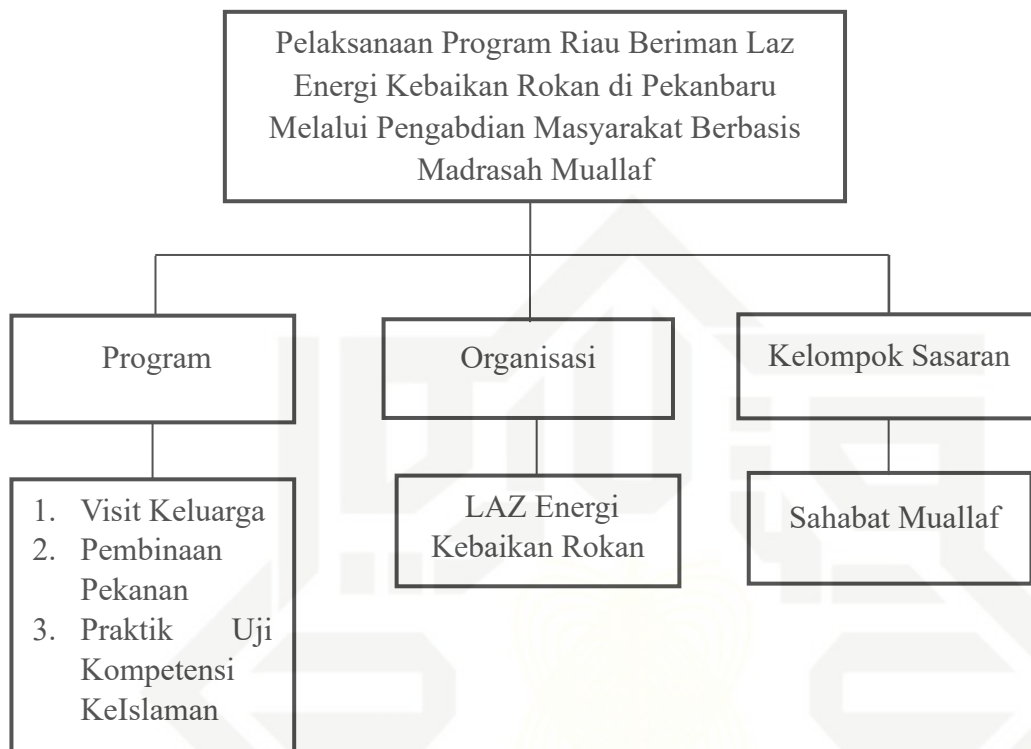 Pelaksanaan Program Riau Beriman Laz
Energi Kebaikan Rokan di Pekanbaru
Melalui Pengabdian Masyarakat Berbasis
Madrasah Muallaf
Program
Organisasi
Kelompok Sasaran
1. Visit Keluarga
2. Pembinaan
Pekanan
3. Praktik Uji
Kompetensi
KeIslaman
LAZ Energi
Kebaikan Rokan
Sahabat Muallaf